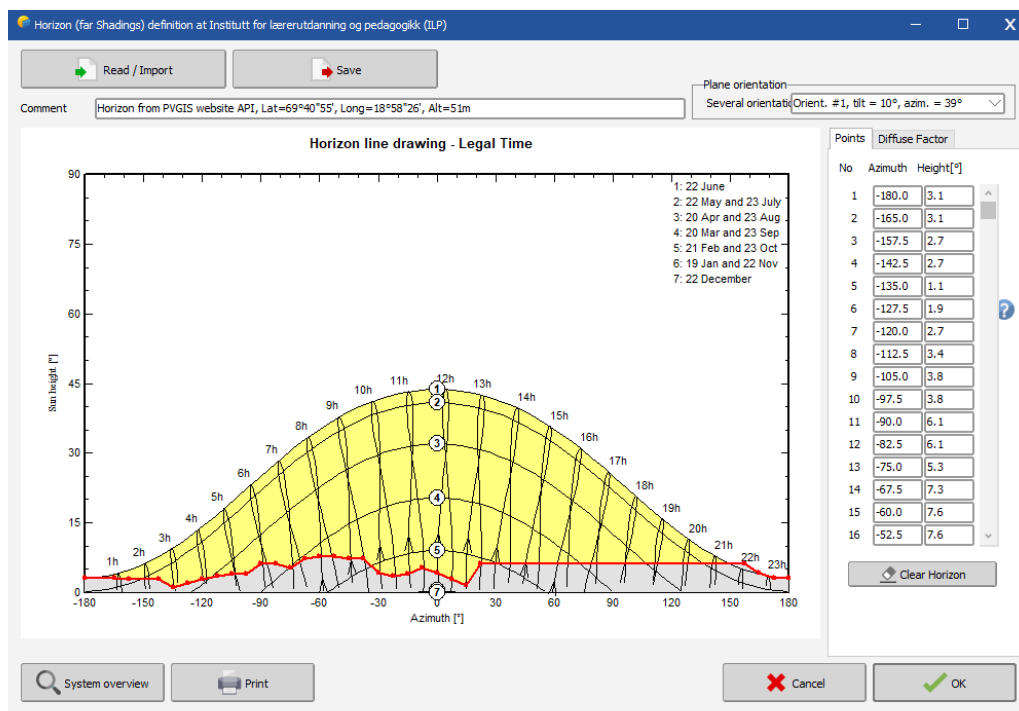 Horizon (far Shadings) definition at Institutt for lærerutdanning og pedagogikk (ILP)
Read / Import
Save
Plane orientation
Comment
Horizon from PVGIS website API, Lat=69°40"55', Long=18°58"26', Alt=51m
Several orientatic
Orient. #1, tilt = 10°, azim. = 39°
Horizon line drawing - Legal Time
1: 22 June
2: 22 May and 23 July
3: 20 Apr and 23 Aug
4: 20 Mar and 23 Sep
5: 21 Feb and 23 Oct
6: 19 Jan and 22 Nov
7: 22 December
90
75
60
45
30
15
0
Sun height [°]
1h 2h 3h 4h 5h 6h 7h 8h 9h 10h 11h 12h 13h 14h 15h 16h 17h 18h 19h 20h 21h 22h 23h
1
2
3
4
5
7
-180 -150 -120 -90 -60 -30 0 30 60 90 120 150 180
Azimuth [°]
Points Diffuse Factor
No Azimuth Height[°]
1 -180.0 3.1
2 -165.0 3.1
3 -157.5 2.7
4 -142.5 2.7
5 -135.0 1.1
6 -127.5 1.9
7 -120.0 2.7
8 -112.5 3.4
9 -105.0 3.8
10 -97.5 3.8
11 -90.0 6.1
12 -82.5 6.1
13 -75.0 5.3
14 -67.5 7.3
15 -60.0 7.6
16 -52.5 7.6
?
Clear Horizon
System overview
Print
Cancel
OK